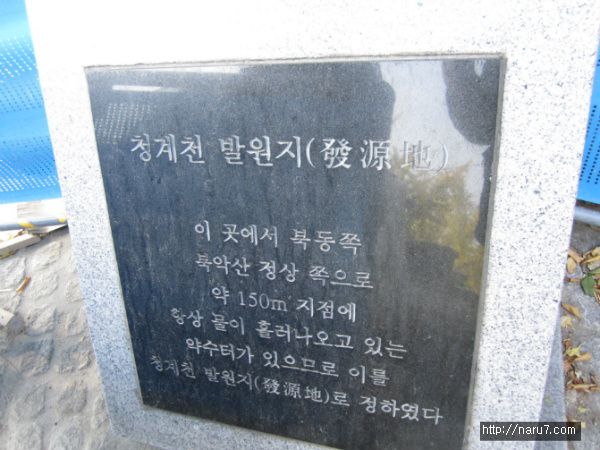 청계천 발원지(發源地)
이 곳에서 북동쪽
북악산 정상 쪽으로
약 150m 지점에
항상 물이 흘러나오고 있는
약수터가 있으므로 이를
청계천 발원지(發源地)로 정하였다
http://naru7.com